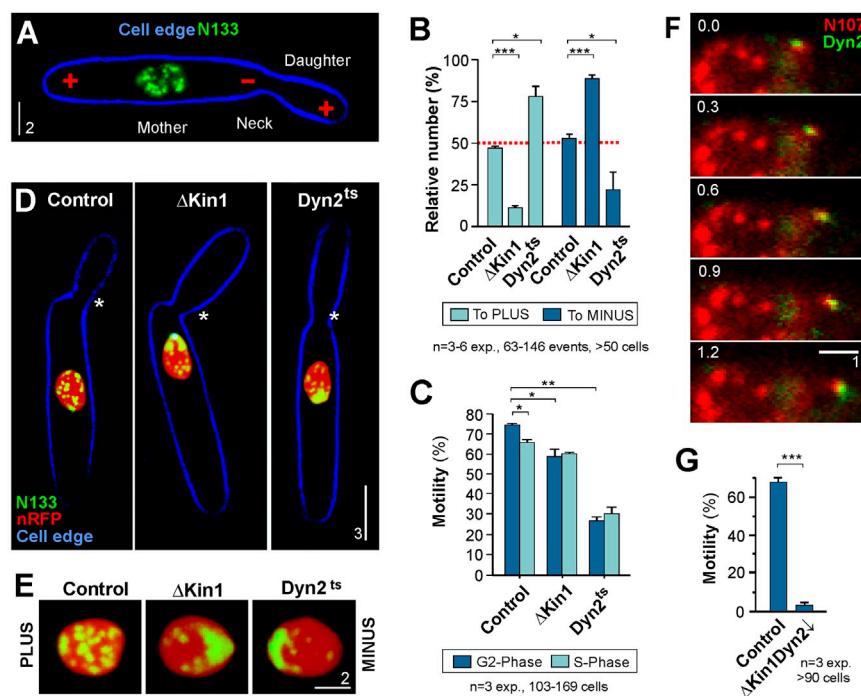 A
Cell edge N133
Daughter
+
−
+
2
Mother
Neck
B
*
*
***
***
Relative number (%)
100
75
50
25
0
Control
ΔKin1
Dyn2ts
Control
ΔKin1
Dyn2ts
To PLUS
To MINUS
n=3-6 exp., 63-146 events, >50 cells
C
**
*
*
Motility (%)
80
70
60
50
40
30
20
10
0
Control
ΔKin1
Dyn2ts
G2-Phase
S-Phase
n=3 exp., 103-169 cells
D
Control
ΔKin1
Dyn2ts
*
*
*
N133
nRFP
Cell edge
3
E
Control
ΔKin1
Dyn2 ts
PLUS
MINUS
2
F
0.0
N107
Dyn2
0.3
0.6
0.9
1.2
1
G
***
Motility (%)
60
40
20
0
Control
ΔKin1Dyn2↓
n=3 exp.
>90 cells